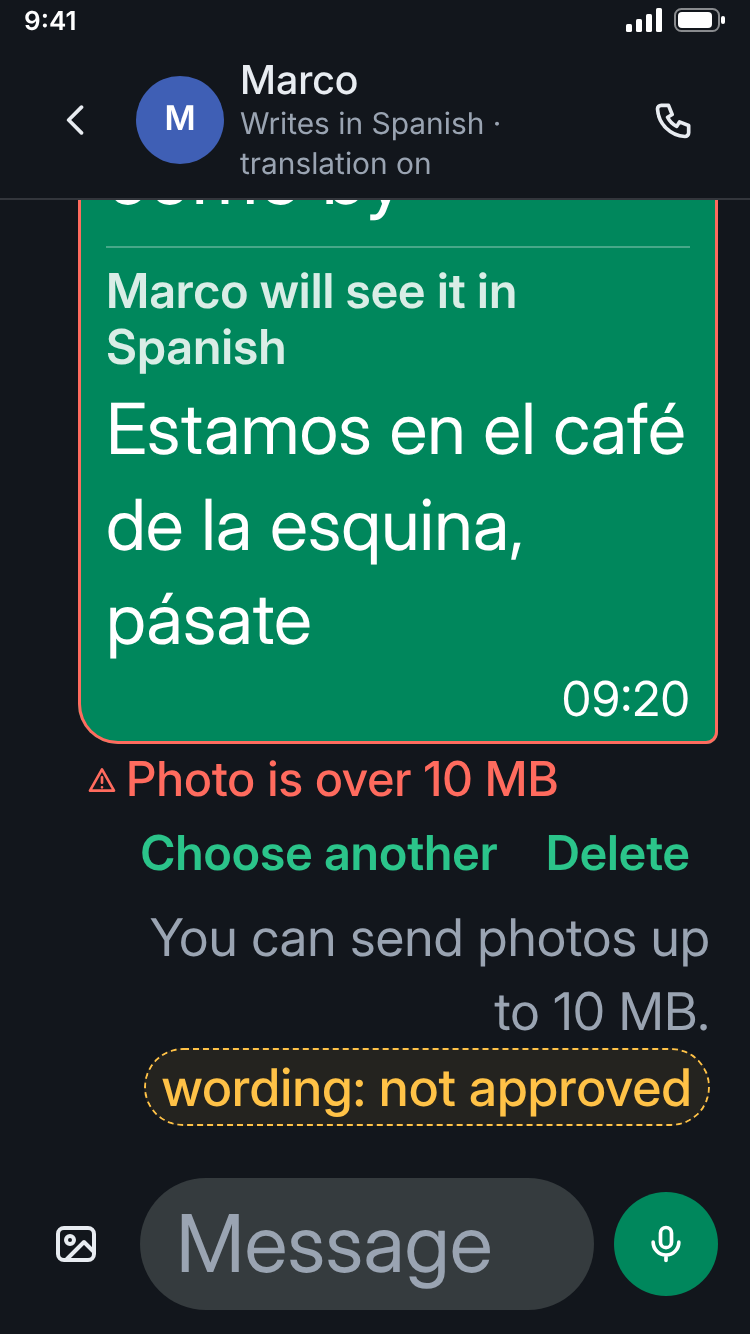 9:41
M
Marco
Writes in Spanish ·
translation on
come by
Marco will see it in
Spanish
Estamos en el café
de la esquina,
pásate
09:20
Photo is over 10 MB
Choose another Delete
You can send photos up
to 10 MB.
wording: not approved
Message